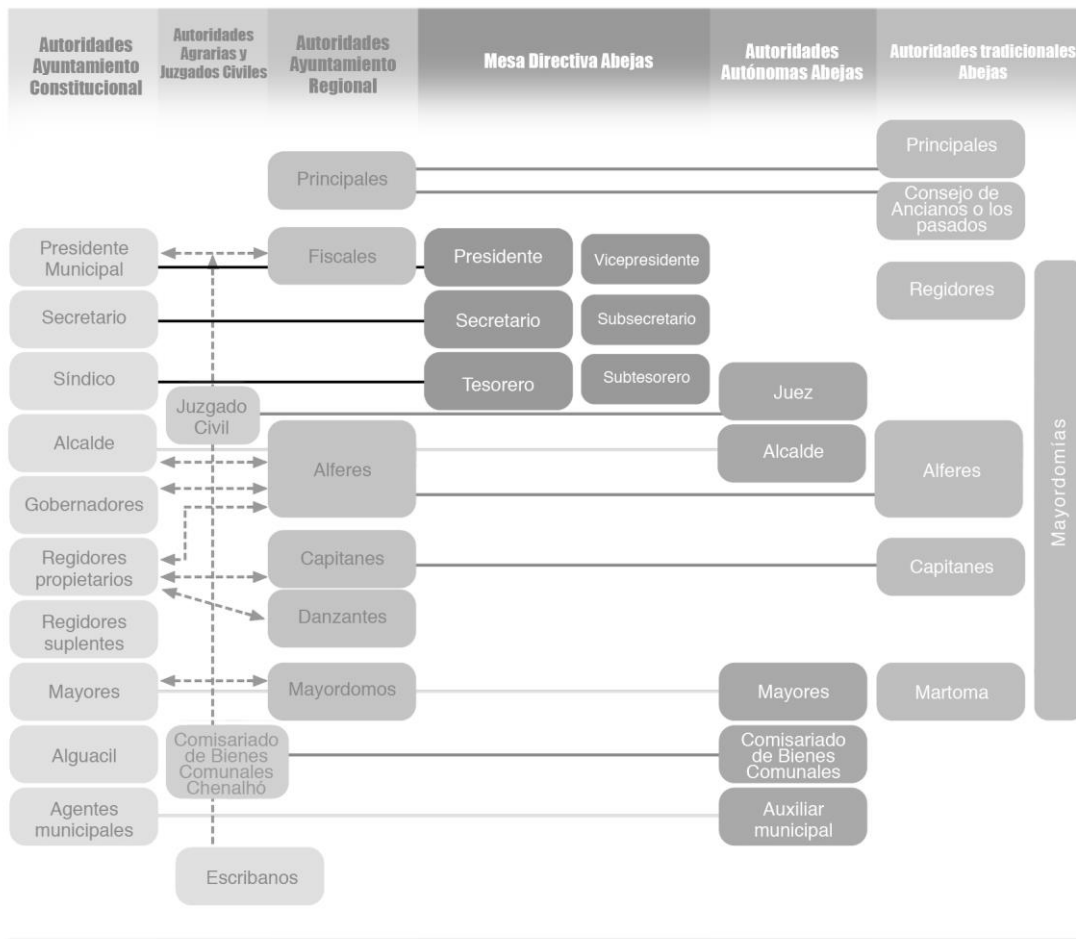 Autoridades
Ayuntamiento
Constitucional
Autoridades
Agrarias y
Juzgados Civiles
Autoridades
Ayuntamiento
Regional
Mesa Directiva Abejas
Autoridades
Autónomas Abejas
Autoridades tradicionales
Abejas
Principales
Principales
Consejo de
Ancianos o los
pasados
Presidente
Municipal
Fiscales
Presidente
Vicepresidente
Regidores
Secretario
Secretario
Subsecretario
Síndico
Tesorero
Subtesorero
Juez
Juzgado
Civil
Alcalde
Alferes
Alcalde
Alferes
Gobernadores
Regidores
propietarios
Capitanes
Capitanes
Danzantes
Regidores
suplentes
Mayores
Mayordomos
Mayores
Martoma
Mayordomías
Alguacil
Comisariado
de Bienes
Comunales
Chenalhó
Comisariado
de Bienes
Comunales
Agentes
municipales
Auxiliar
municipal
Escribanos